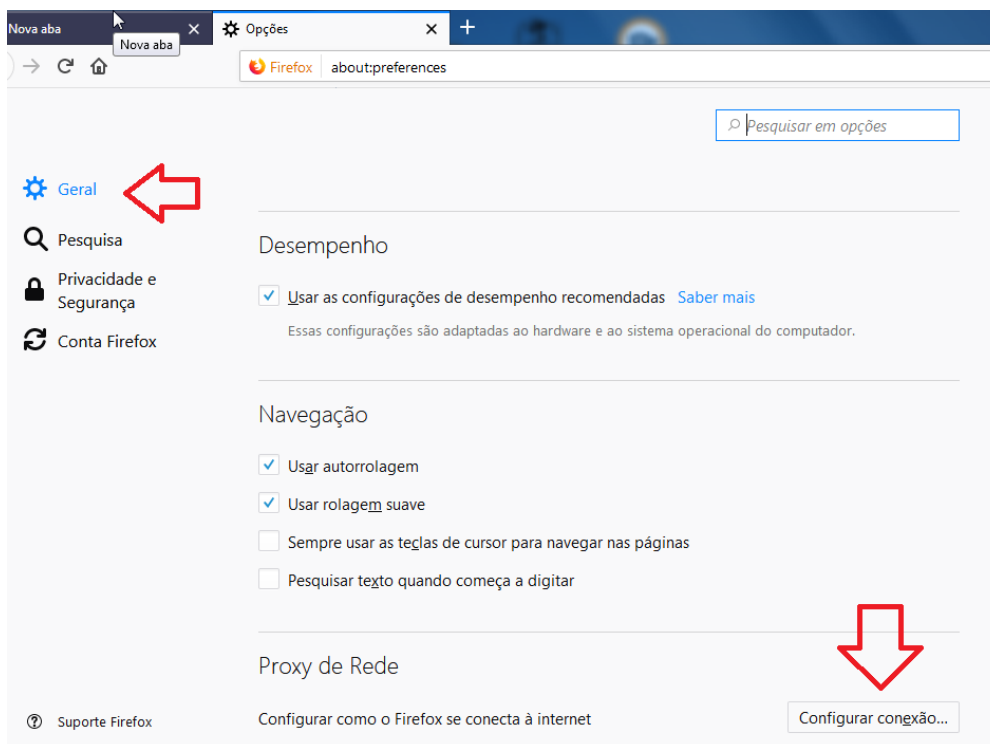 Nova aba
Opções
Nova aba
Firefox about:preferences
Pesquisar em opções
Geral
Pesquisa
Privacidade e
Segurança
Conta Firefox
Desempenho
Usar as configurações de desempenho recomendadas Saber mais
Essas configurações são adaptadas ao hardware e ao sistema operacional do computador.
Navegação
Usar autorrolagem
Usar rolagem suave
Sempre usar as teclas de cursor para navegar nas páginas
Pesquisar texto quando começa a digitar
Proxy de Rede
Configurar como o Firefox se conecta à internet
Configurar conexão...
Suporte Firefox